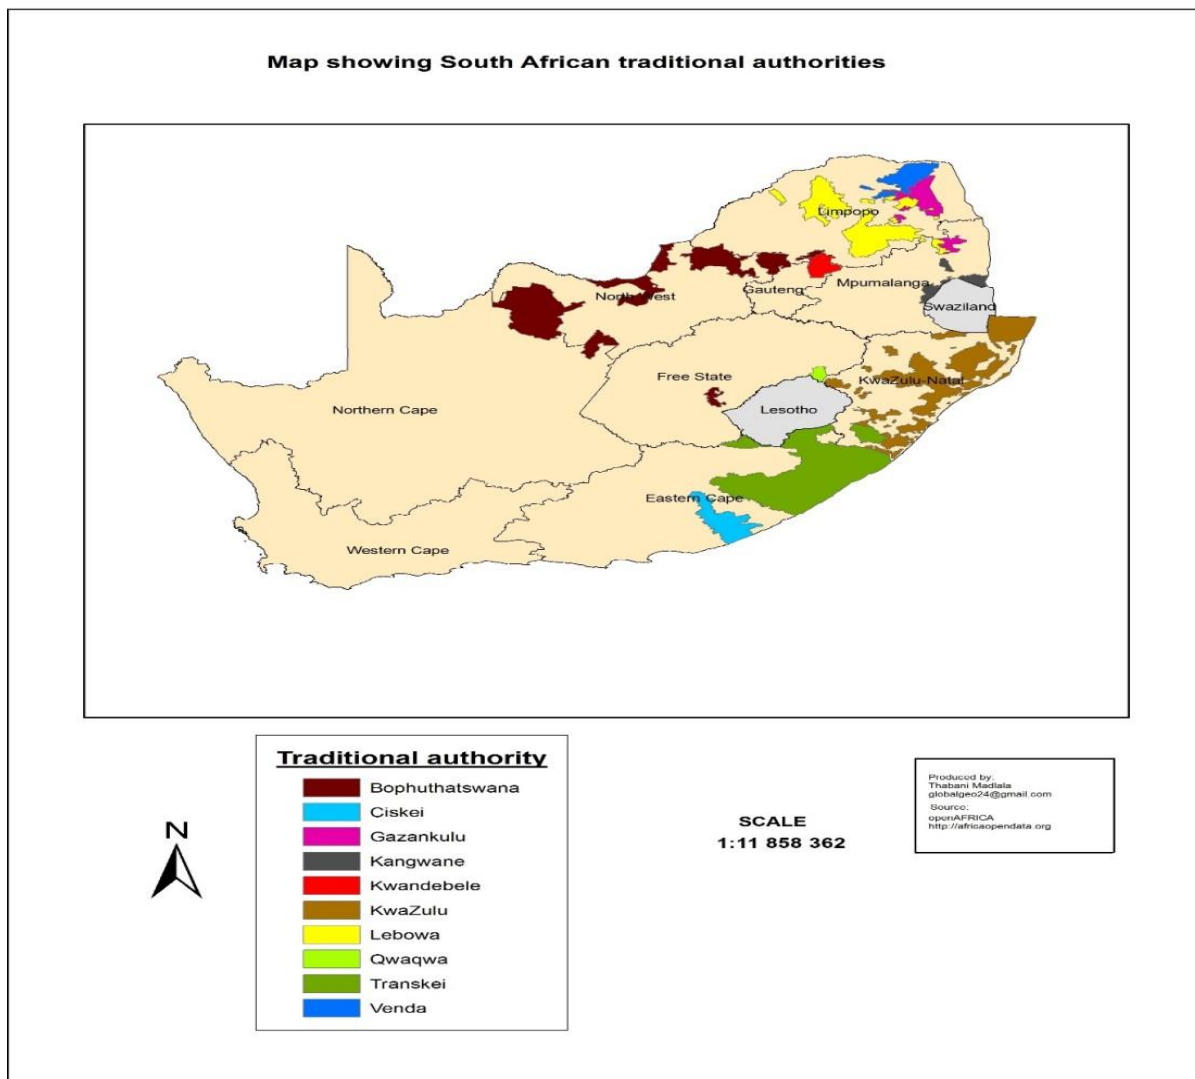 Map showing South African traditional authorities
Limpopo
North West
Gauteng
Mpumalanga
Swaziland
Free State
KwaZulu-Natal
Northern Cape
Lesotho
Eastern Cape
Western Cape
Traditional authority
Bophuthatswana
Ciskei
Gazankulu
Kangwane
Kwandebele
KwaZulu
Lebowa
Qwaqwa
Transkei
Venda
N
SCALE
1:11 858 362
Produced by:
Thabani Madlala
globalgeo24@gmail.com
Source:
openAFRICA
http://africaopendata.org